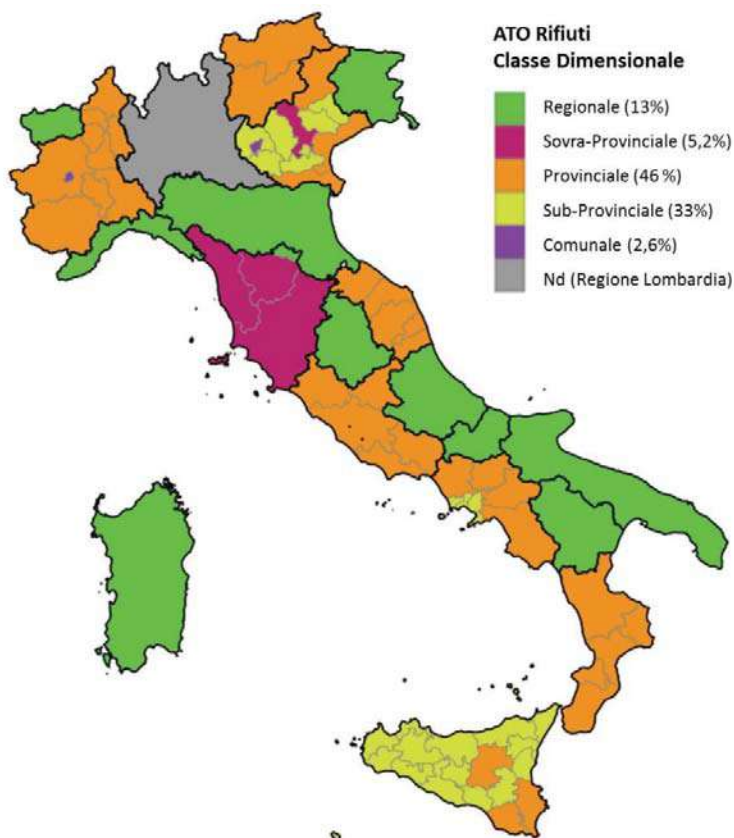 ATO Rifiuti
Classe Dimensionale
Regionale (13%)
Sovra-Provinciale (5,2%)
Provinciale (46 %)
Sub-Provinciale (33%)
Comunale (2,6%)
Nd (Regione Lombardia)